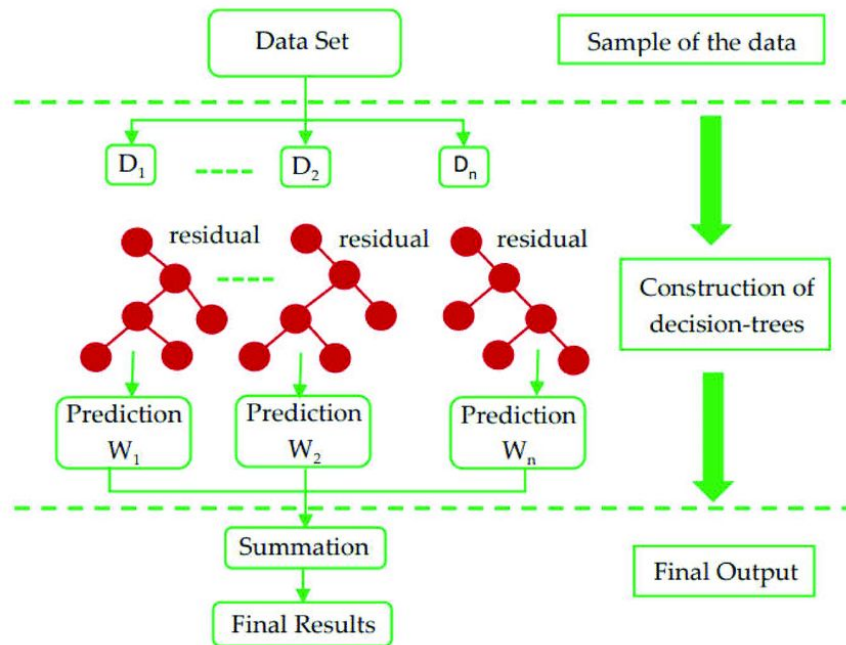 Data Set
Sample of the data
D₁
D₂
Dₙ
residual
residual
residual
Construction of
decision-trees
Prediction
W₁
Prediction
W₂
Prediction
Wₙ
Summation
Final Output
Final Results